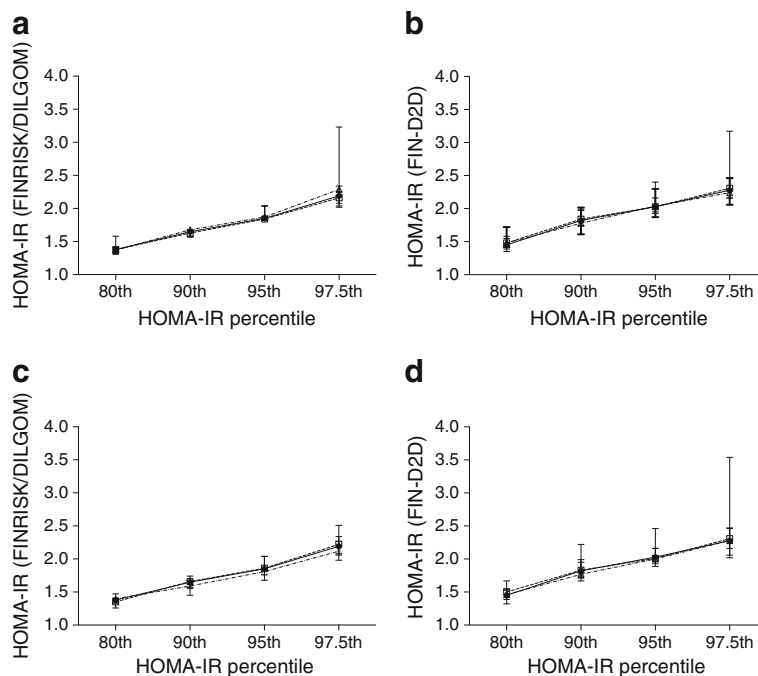 a
HOMA-IR (FINRISK/DILGOM)
4.0
3.5
3.0
2.5
2.0
1.5
1.0
80th 90th 95th 97.5th
HOMA-IR percentile
b
HOMA-IR (FIN-D2D)
4.0
3.5
3.0
2.5
2.0
1.5
1.0
80th 90th 95th 97.5th
HOMA-IR percentile
c
HOMA-IR (FINRISK/DILGOM)
4.0
3.5
3.0
2.5
2.0
1.5
1.0
80th 90th 95th 97.5th
HOMA-IR percentile
d
HOMA-IR (FIN-D2D)
4.0
3.5
3.0
2.5
2.0
1.5
1.0
80th 90th 95th 97.5th
HOMA-IR percentile